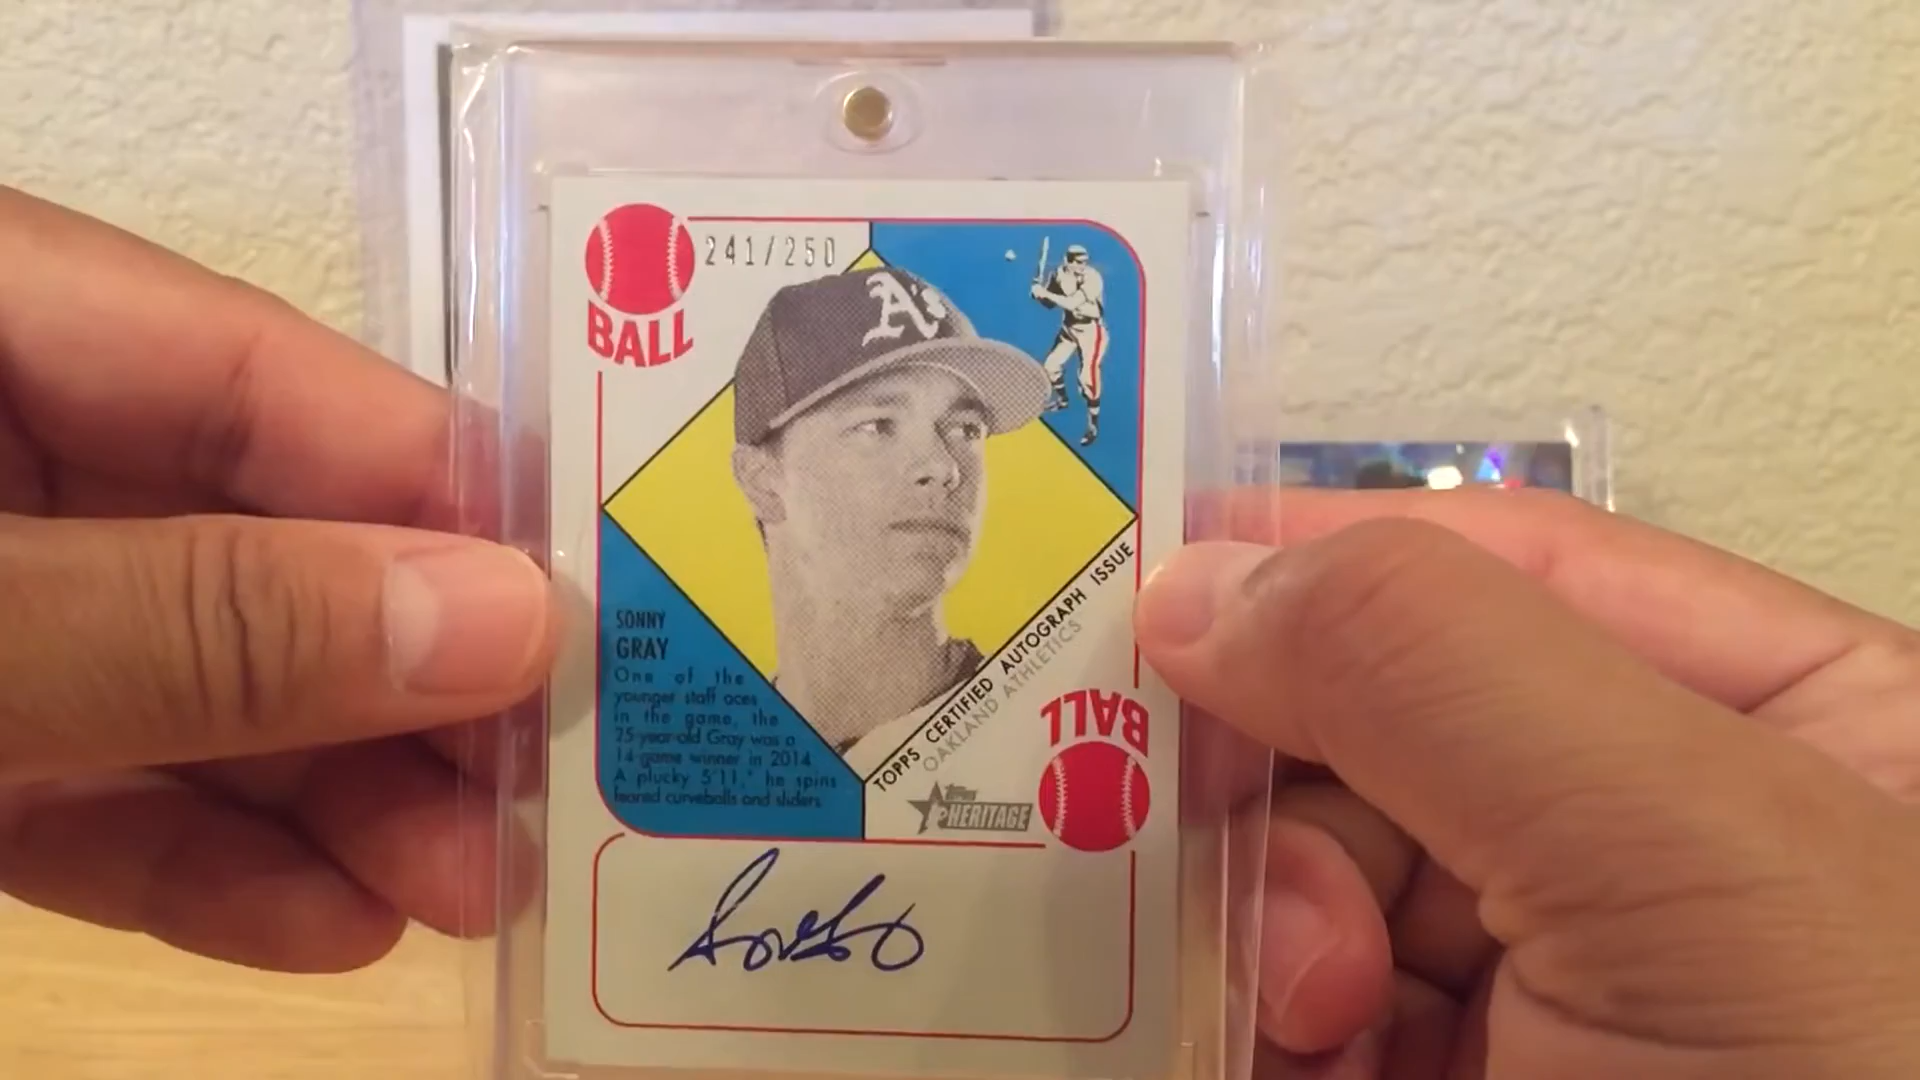 241/250
BALL
A's
SONNY
GRAY
One of the
younger staff aces
in the game, the
25-year-old Gray was a
14-game winner in 2014.
A plucky 5'11," he spins
feared curveballs and sliders.
TOPPS CERTIFIED AUTOGRAPH ISSUE
OAKLAND ATHLETICS
BALL
TOPPS
HERITAGE